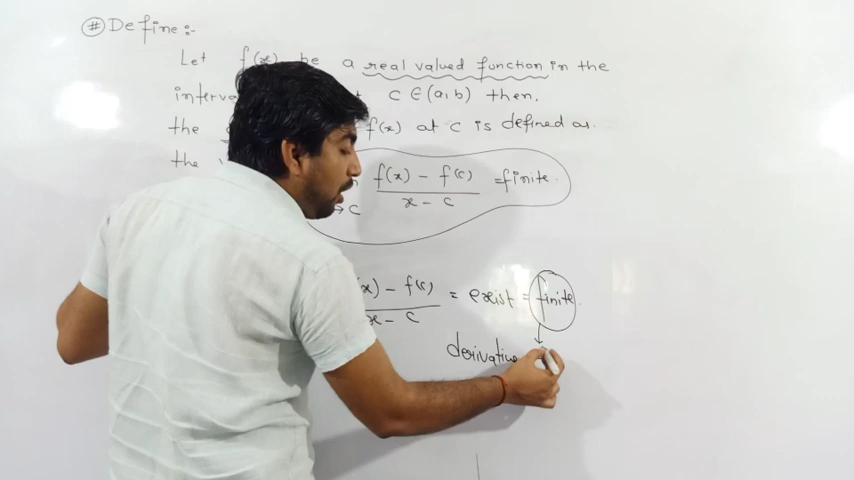 # Define :-
Let f(x) be a real valued function in the
interva c ∈ (a, b) then,
the f(x) at c is defined as
the
f(x) - f(c) / x - c = finite.
→ c
x) - f(c) / x - c = exist = finite.
derivative